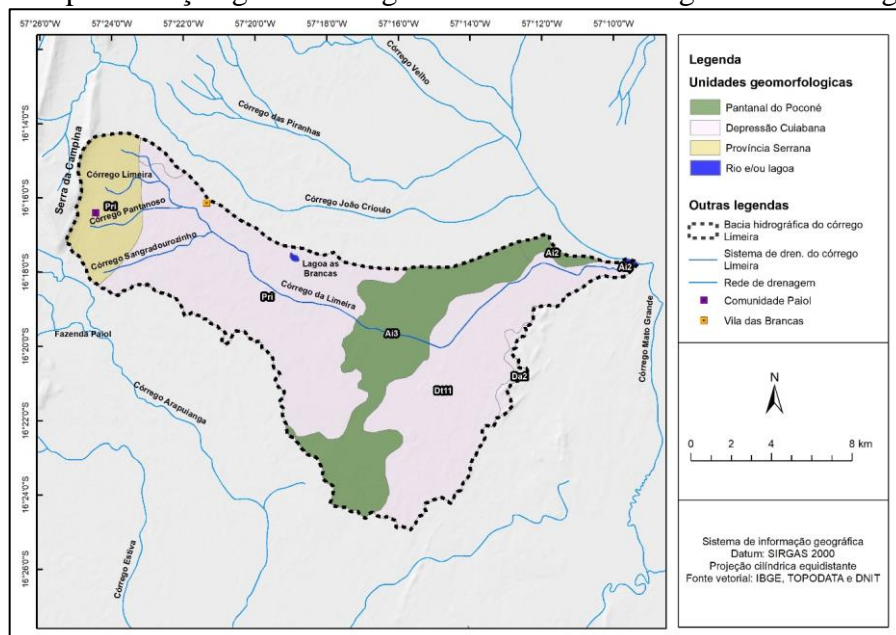 57°26'0"W 57°24'0"W 57°22'0"W 57°20'0"W 57°18'0"W 57°16'0"W 57°14'0"W 57°12'0"W 57°10'0"W
16°14'0"S
16°16'0"S
16°18'0"S
16°20'0"S
16°22'0"S
16°24'0"S
16°26'0"S
Serra da Campina
Córrego Velho
Córrego das Piranhas
Córrego Limeira
Pri
Córrego Pantanoso
Córrego João Crioulo
Córrego Sangradourozinho
Lagoa as
Brancas
Ai2
Ai2
Pri
Córrego da Limeira
Ai3
Fazenda Paiol
Córrego Mato Grande
Dt11
Da2
Córrego Arapuianga
Córrego Estiva
Legenda
Unidades geomorfologicas
Pantanal do Poconé
Depressão Cuiabana
Província Serrana
Rio e/ou lagoa
Outras legendas
Bacia hidrográfica do córrego
Limeira
Sistema de dren. do córrego
Limeira
Rede de drenagem
Comunidade Paiol
Vila das Brancas
N
0 2 4 8 km
Sistema de informação geográfica
Datum: SIRGAS 2000
Projeção cilíndrica equidistante
Fonte vetorial: IBGE, TOPODATA e DNIT